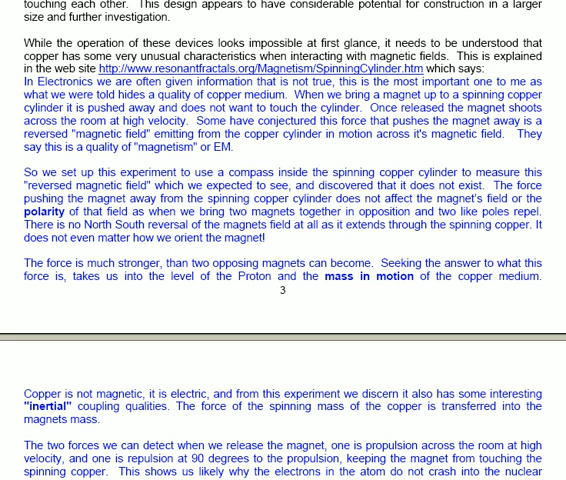 touching each other. This design appears to have considerable potential for construction in a larger
size and further investigation.
While the operation of these devices looks impossible at first glance, it needs to be understood that
copper has some very unusual characteristics when interacting with magnetic fields. This is explained
in the web site http://www.resonantfractals.org/Magnetism/SpinningCylinder.htm which says:
In Electronics we are often given information that is not true, this is the most important one to me as
what we were told hides a quality of copper medium. When we bring a magnet up to a spinning copper
cylinder it is pushed away and does not want to touch the cylinder. Once released the magnet shoots
across the room at high velocity. Some have conjectured this force that pushes the magnet away is a
reversed "magnetic field" emitting from the copper cylinder in motion across it's magnetic field. They
say this is a quality of "magnetism" or EM.
So we set up this experiment to use a compass inside the spinning copper cylinder to measure this
"reversed magnetic field" which we expected to see, and discovered that it does not exist. The force
pushing the magnet away from the spinning copper cylinder does not affect the magnet's field or the
polarity of that field as when we bring two magnets together in opposition and two like poles repel.
There is no North South reversal of the magnets field at all as it extends through the spinning copper. It
does not even matter how we orient the magnet!
The force is much stronger, than two opposing magnets can become. Seeking the answer to what this
force is, takes us into the level of the Proton and the mass in motion of the copper medium.
3
Copper is not magnetic, it is electric, and from this experiment we discern it also has some interesting
"inertial" coupling qualities. The force of the spinning mass of the copper is transferred into the
magnets mass.
The two forces we can detect when we release the magnet, one is propulsion across the room at high
velocity, and one is repulsion at 90 degrees to the propulsion, keeping the magnet from touching the
spinning copper. This shows us likely why the electrons in the atom do not crash into the nuclear